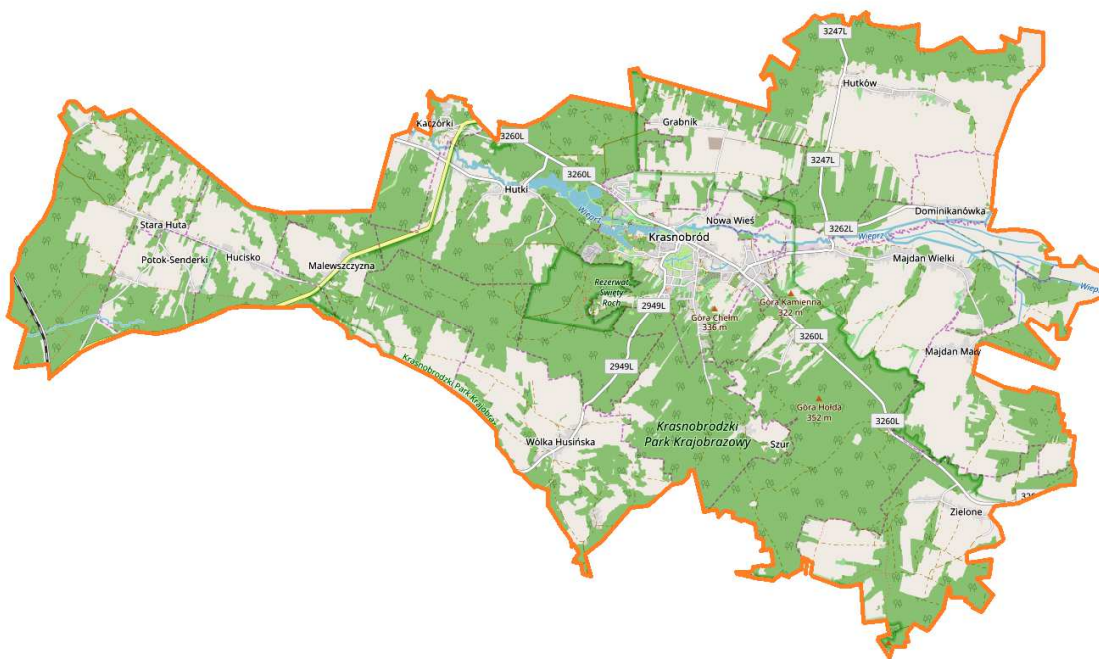 3247L
Hutków
Kaczórki
Grabnik
3260L
3247L
3260L
Hutki
Wieprz
Nowa Wieś
Dominikanówka
Stara Huta
3262L
Wieprz
Krasnobród
Potok-Senderki
Hucisko
Majdan Wielki
Malewszczyzna
Rezerwat
Święty
Roch
2949L
Góra Kamienna
322 m
Góra Chełm
336 m
3260L
Majdan Mały
2949L
Krasnobrodzki Park Krajobraz
Góra Hołda
352 m
3260L
Krasnobrodzki
Park Krajobrazowy
Wólka Husińska
Szur
Zielone